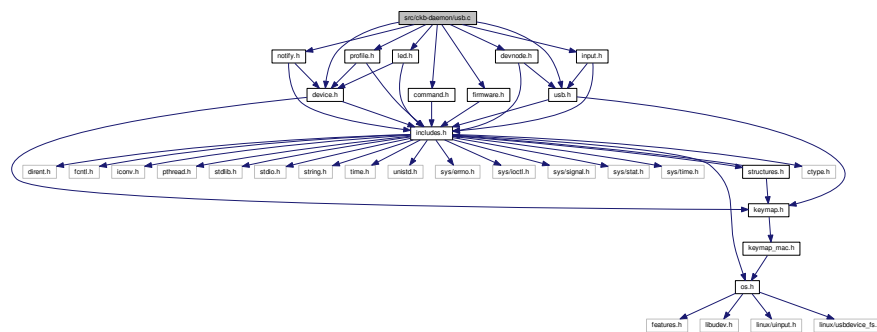 src/ckb-daemon/usb.c
notify.h
profile.h
led.h
devnode.h
input.h
device.h
command.h
firmware.h
usb.h
includes.h
dirent.h
fcntl.h
iconv.h
pthread.h
stdlib.h
stdio.h
string.h
time.h
unistd.h
sys/errno.h
sys/ioctl.h
sys/signal.h
sys/stat.h
sys/time.h
structures.h
ctype.h
keymap.h
keymap_mac.h
os.h
features.h
libudev.h
linux/uinput.h
linux/usbdevice_fs.